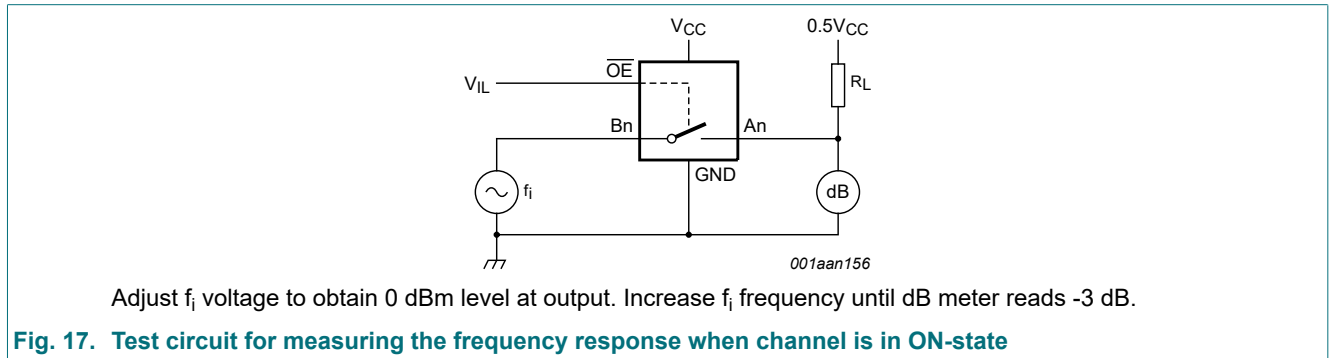 VCC
0.5VCC
OE
VIL
RL
Bn
An
GND
fi
dB
001aan156
Adjust fi voltage to obtain 0 dBm level at output. Increase fi frequency until dB meter reads -3 dB.
Fig. 17. Test circuit for measuring the frequency response when channel is in ON-state